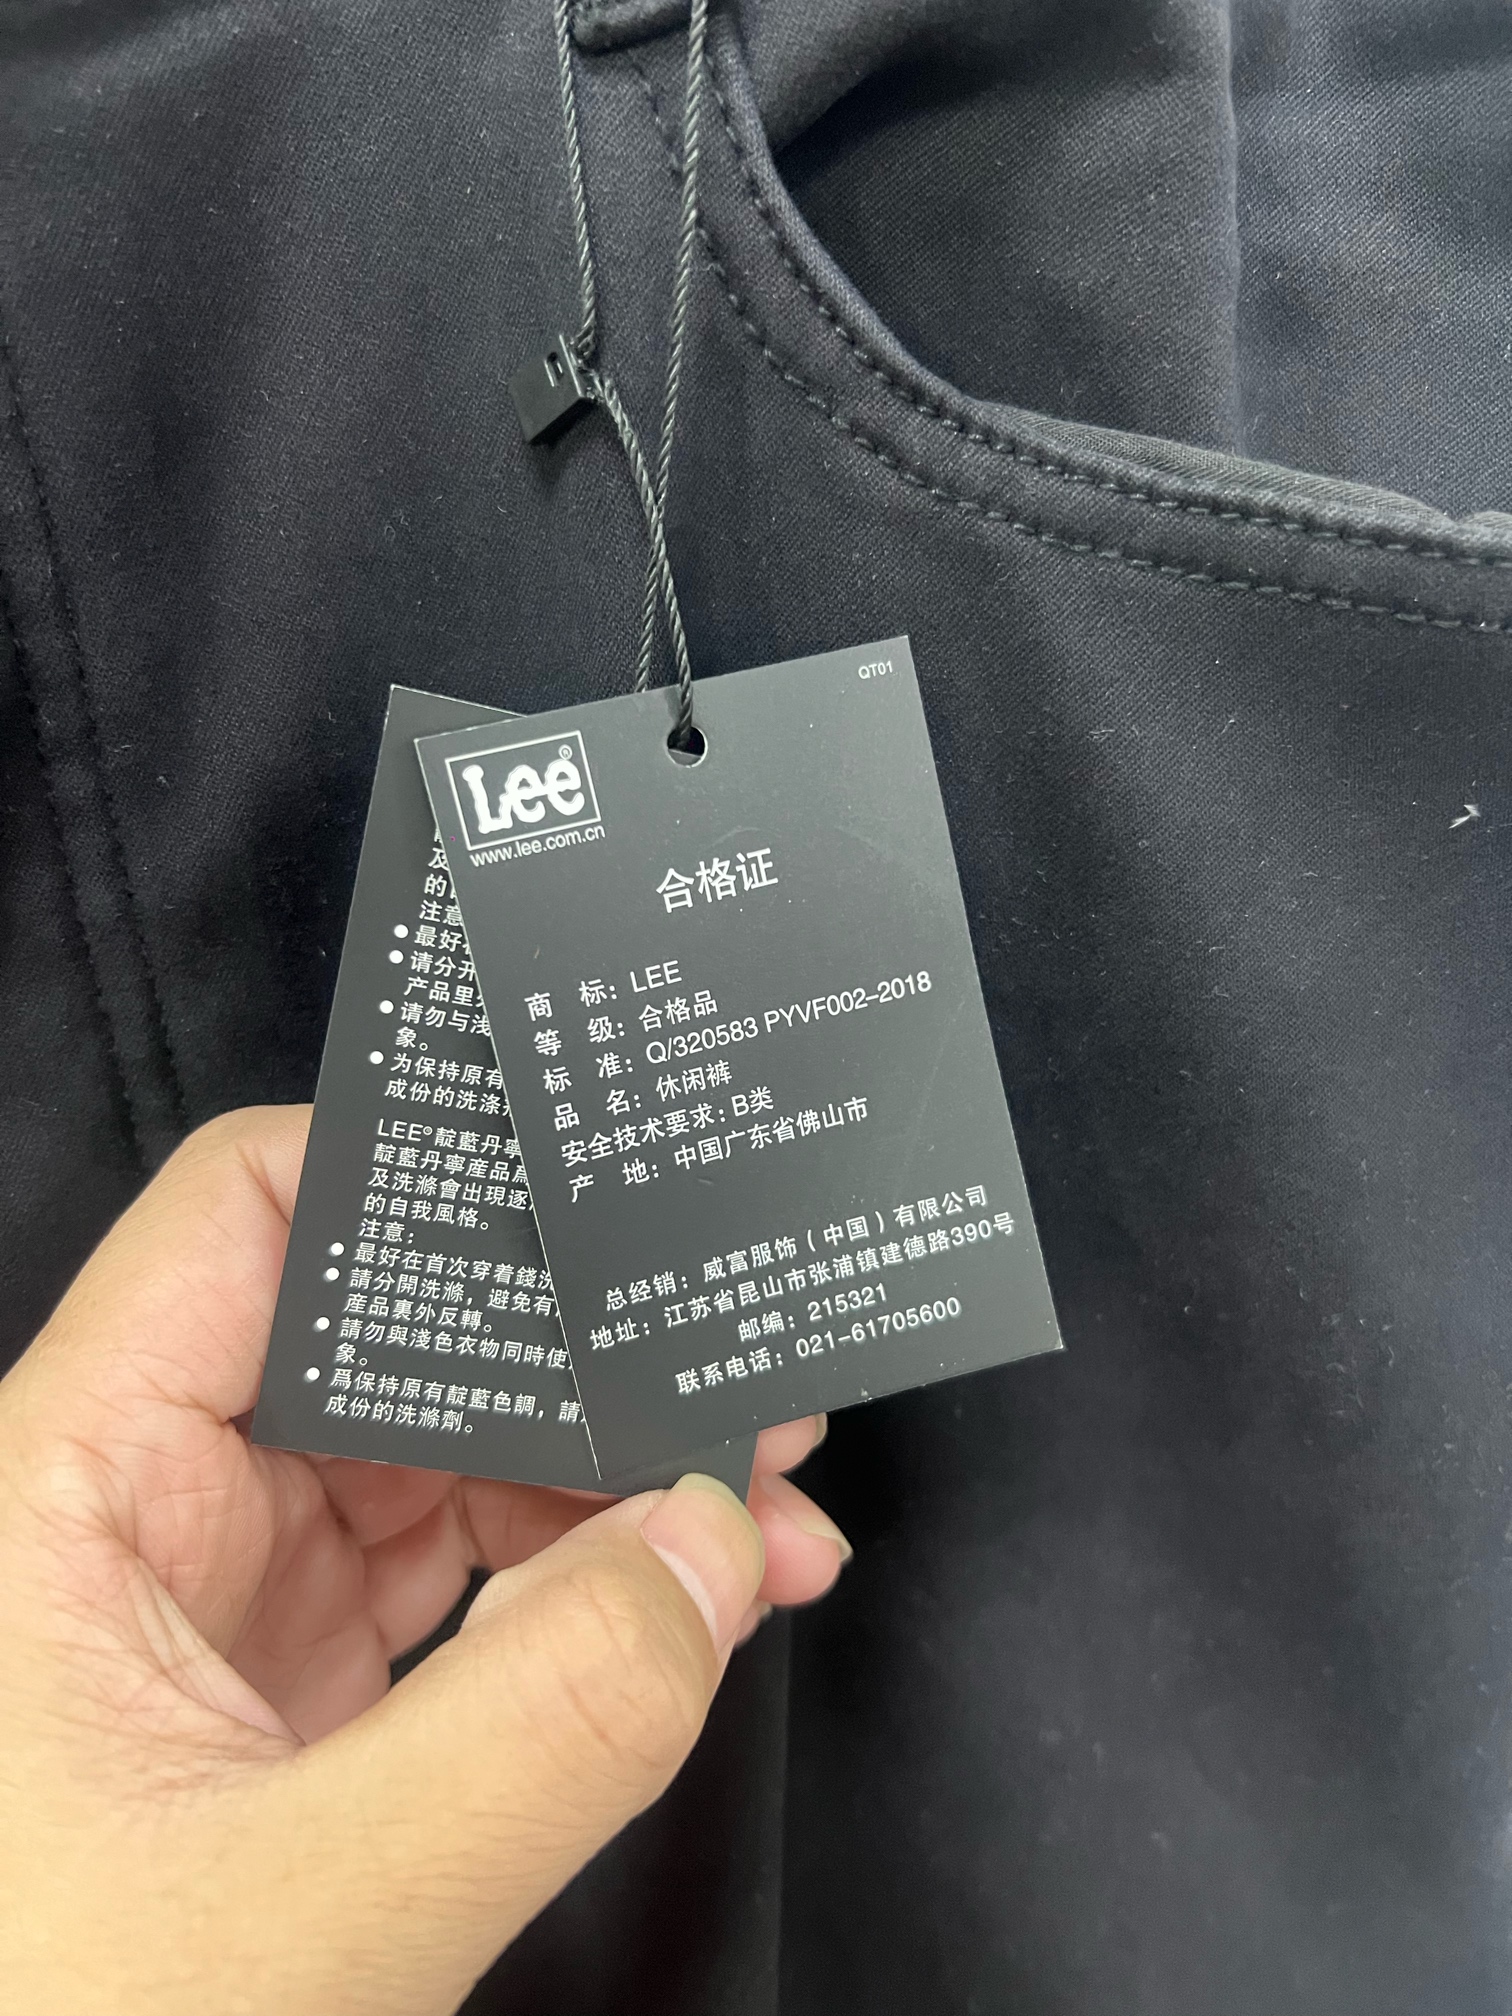 QT01
Lee®
www.lee.com.cn
合格证
商 标：LEE
等 级：合格品
标 准：Q/320583 PYVF002-2018
品 名：休闲裤
安全技术要求：B类
产 地：中国广东省佛山市
总经销：威富服饰（中国）有限公司
地址：江苏省昆山市张浦镇建德路390号
邮编：215321
联系电话：021-61705600
及
的
注意
最好
●请分开
产品里
●请勿与浅
象。
●为保持原有
成份的洗涤
LEE®靛藍丹寧
靛藍丹寧產品爲
及洗滌會出現逐
的自我風格。
注意：
●最好在首次穿着錢洗
●請分開洗滌，避免有
産品裏外反轉。
●請勿與淺色衣物同時使
象。
●爲保持原有靛藍色調，請
成份的洗滌劑。